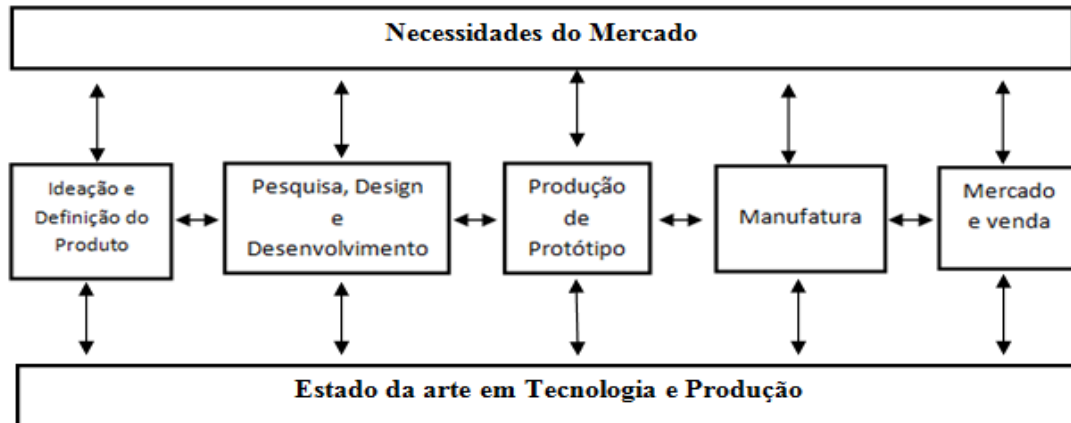 Necessidades do Mercado
Ideação e
Definição do
Produto
Pesquisa, Design
e
Desenvolvimento
Produção
de
Protótipo
Manufatura
Mercado
e venda
Estado da arte em Tecnologia e Produção